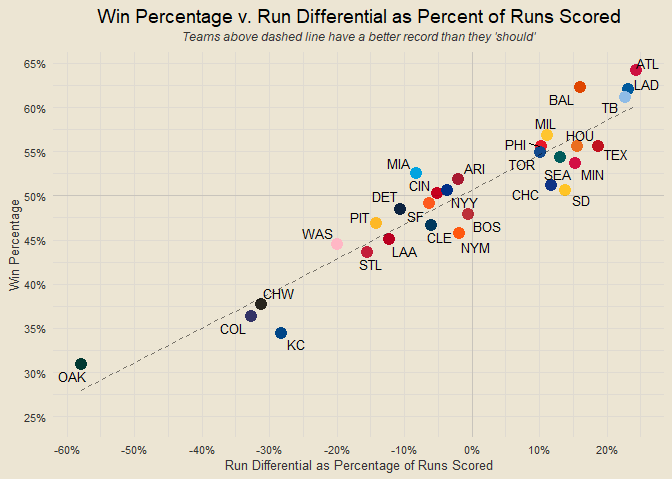 Win Percentage v. Run Differential as Percent of Runs Scored
Teams above dashed line have a better record than they 'should'
65%
ATL
LAD
BAL
TB
60%
MIL
HOU
PHI
55%
TEX
TOR
MIA
ARI
SEA
MIN
CIN
CHC
SD
50%
DET
NYY
SF
PIT
BOS
WAS
CLE
45%
NYM
LAA
STL
40%
CHW
COL
35%
KC
OAK
30%
25%
Win Percentage
-60% -50% -40% -30% -20% -10% 0% 10% 20%
Run Differential as Percentage of Runs Scored